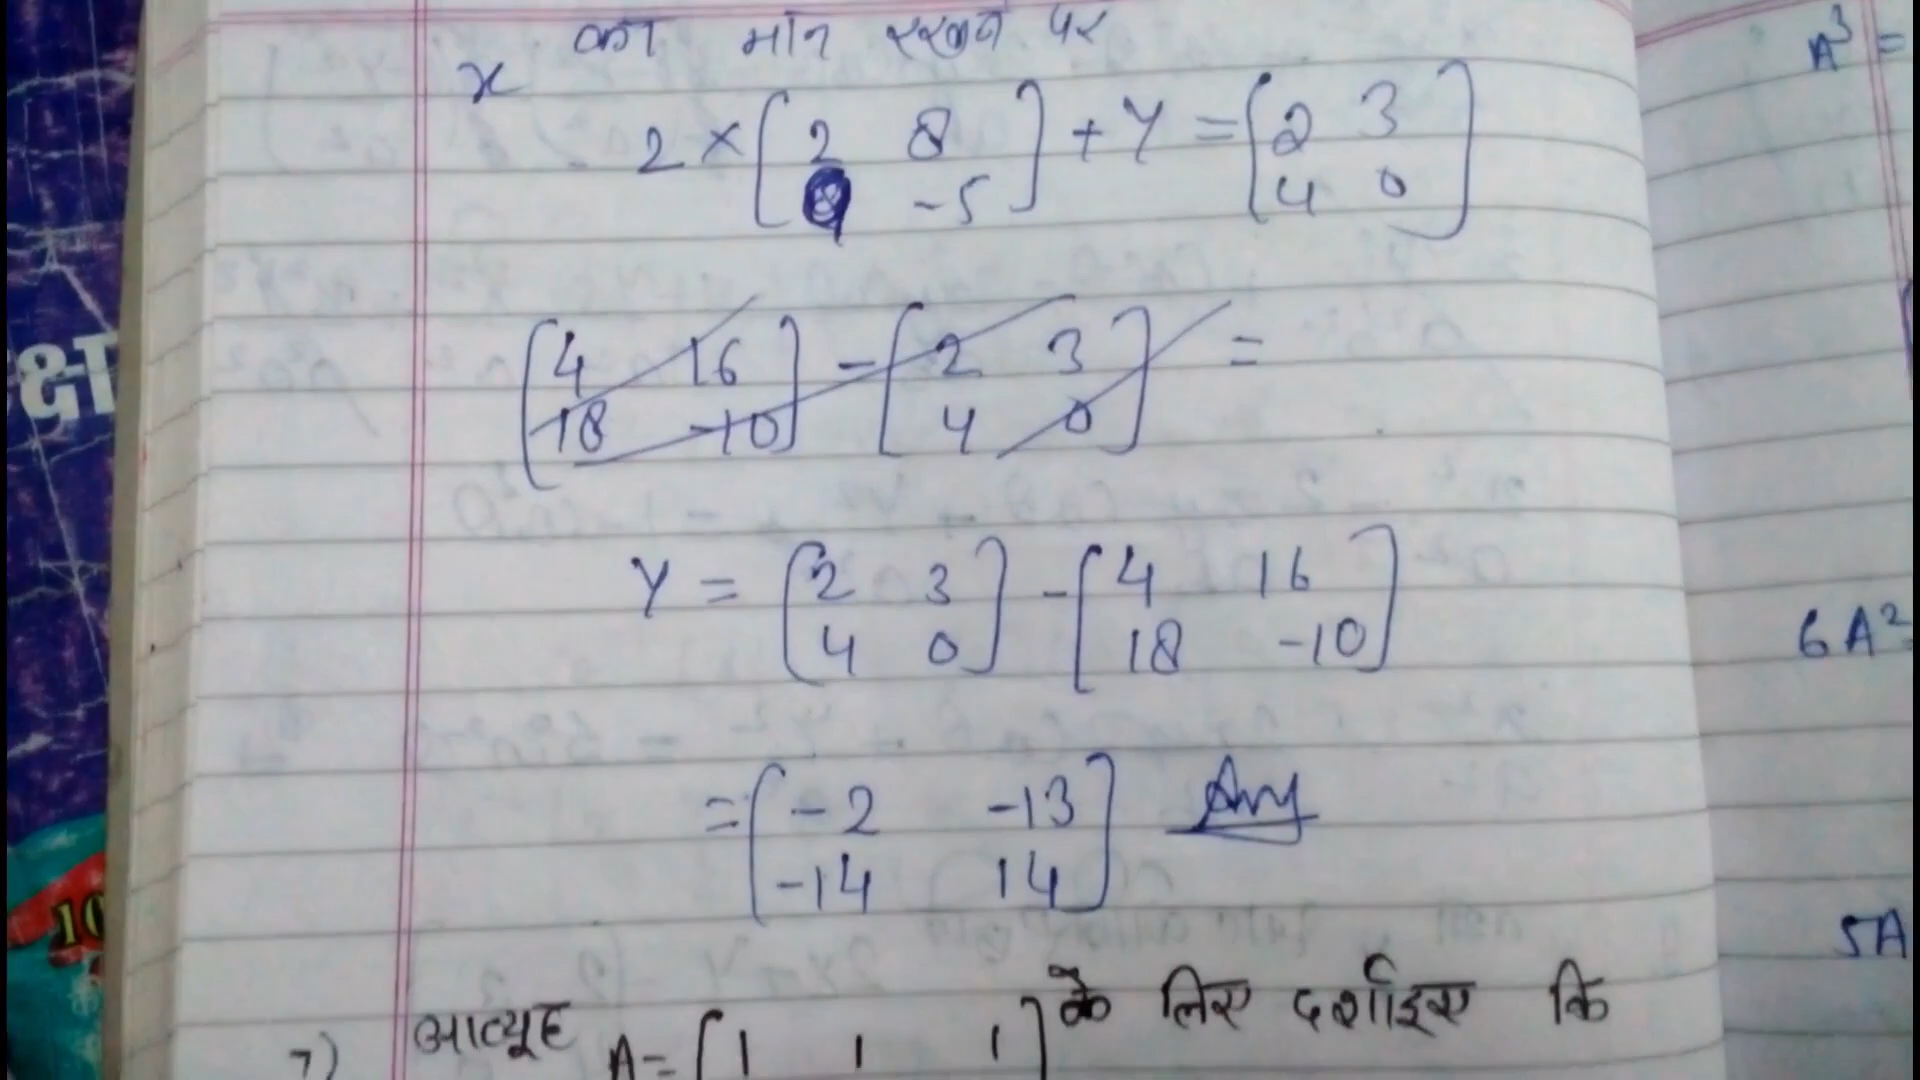 का मान रखने पर
x
2 × [ 2 8 ] + Y = [ 2 3 ]
[ 9 -5 ] [ 4 0 ]
[ 4 16 ] - [ 2 3 ] =
[ 18 -10 ] [ 4 0 ]
Y = [ 2 3 ] - [ 4 16 ]
[ 4 0 ] [ 18 -10 ]
= [ -2 -13 ] Ans
[ -14 14 ]
7) आव्यूह A = [ 1 1 1 ] के लिए दर्शाइए कि
A³ =
6A²
5A
10